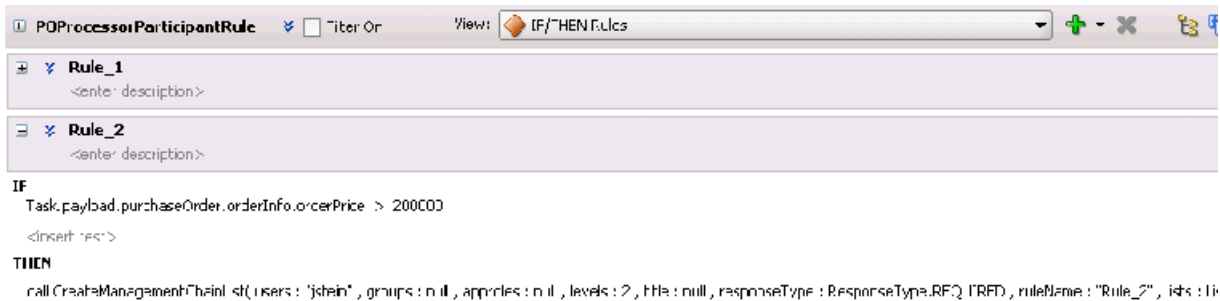 POProcessorParticipantRule Filter On View: IF/THEN Rules
Rule_1
<enter description>
Rule_2
<enter description>
IF
Task.payload.purchaseOrder.orderInfo.orderPrice > 200000
<insert test>
THEN
call CreateManagementChainList( users : "jstein" , groups : null , approles : null , levels : 2 , title : null , responseType : ResponseType.REQUIRED , ruleName : "Rule_2" , lists : Lis